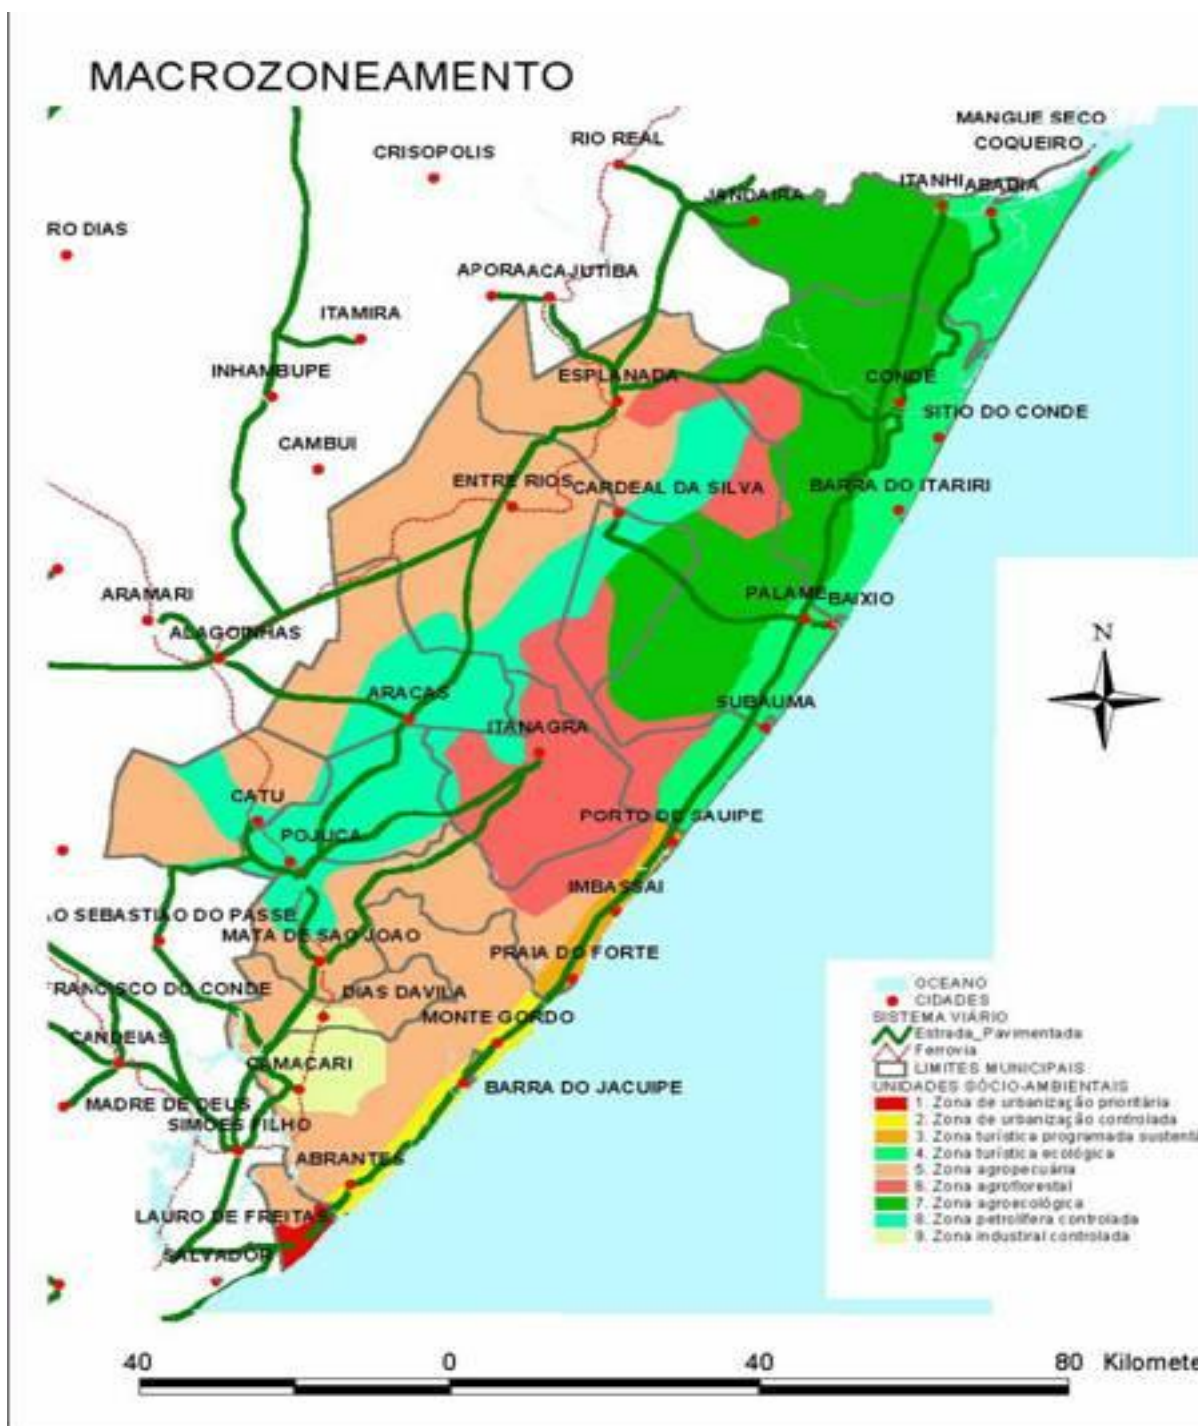 MACROZONEAMENTO
MANGUE SECO
COQUEIRO
RIO REAL
CRISOPOLIS
ITANHI ABADIA
JANDAIRA
RO DIAS
APORA ACAJUTIBA
ITAMIRA
INHAMBUPE
ESPLANADA
CONDE
SITIO DO CONDE
CAMBUI
ENTRE RIOS
CARDEAL DA SILVA
BARRA DO ITARIRI
ARAMARI
PALAME
BAIXIO
N
ALAGOINHAS
ARACAS
SUBAUMA
ITANAGRA
CATU
PORTO DE SAUIPE
POJUCA
IMBASSAI
O SEBASTIAO DO PASSE
MATA DE SAO JOAO
PRAIA DO FORTE
FRANCISCO DO CONDE
DIAS DAVILA
MONTE GORDO
CANDEIAS
CAMACARI
BARRA DO JACUIPE
MADRE DE DEUS
SIMOES FILHO
ABRANTES
LAURO DE FREITAS
SALVADOR
OCEANO
CIDADES
SISTEMA VIÁRIO
Estrada_Pavimentada
Ferrovia
LIMITES MUNICIPAIS
UNIDADES SÓCIO-AMBIENTAIS
1. Zona de urbanização prioritária
2. Zona de urbanização controlada
3. Zona turística programada sustentá
4. Zona turística ecológica
5. Zona agropecuária
6. Zona agroflorestal
7. Zona agroecológica
8. Zona petrolífera controlada
9. Zona industiral controlada
40 0 40 80 Kilomete